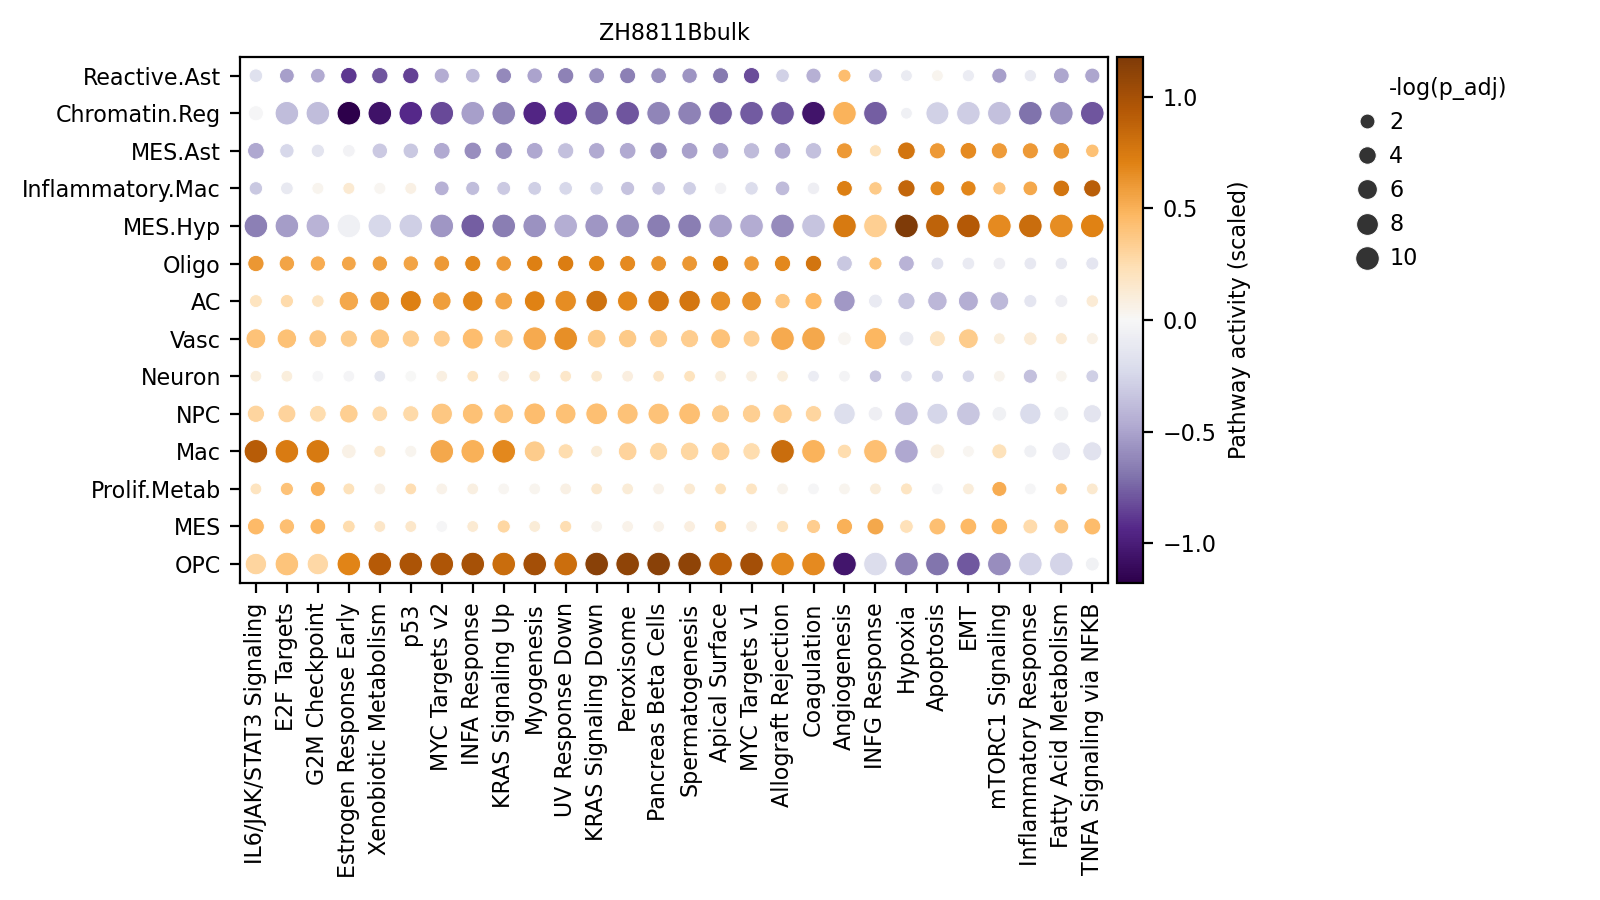 ZH8811Bbulk
Reactive.Ast
Chromatin.Reg
MES.Ast
Inflammatory.Mac
MES.Hyp
Oligo
AC
Vasc
Neuron
NPC
Mac
Prolif.Metab
MES
OPC
IL6/JAK/STAT3 Signaling
E2F Targets
G2M Checkpoint
Estrogen Response Early
Xenobiotic Metabolism
p53
MYC Targets v2
INFA Response
KRAS Signaling Up
Myogenesis
UV Response Down
KRAS Signaling Down
Peroxisome
Pancreas Beta Cells
Spermatogenesis
Apical Surface
MYC Targets v1
Allograft Rejection
Coagulation
Angiogenesis
INFG Response
Hypoxia
Apoptosis
EMT
mTORC1 Signaling
Inflammatory Response
Fatty Acid Metabolism
TNFA Signaling via NFKB
1.0
0.5
0.0
−0.5
−1.0
Pathway activity (scaled)
-log(p_adj)
2
4
6
8
10